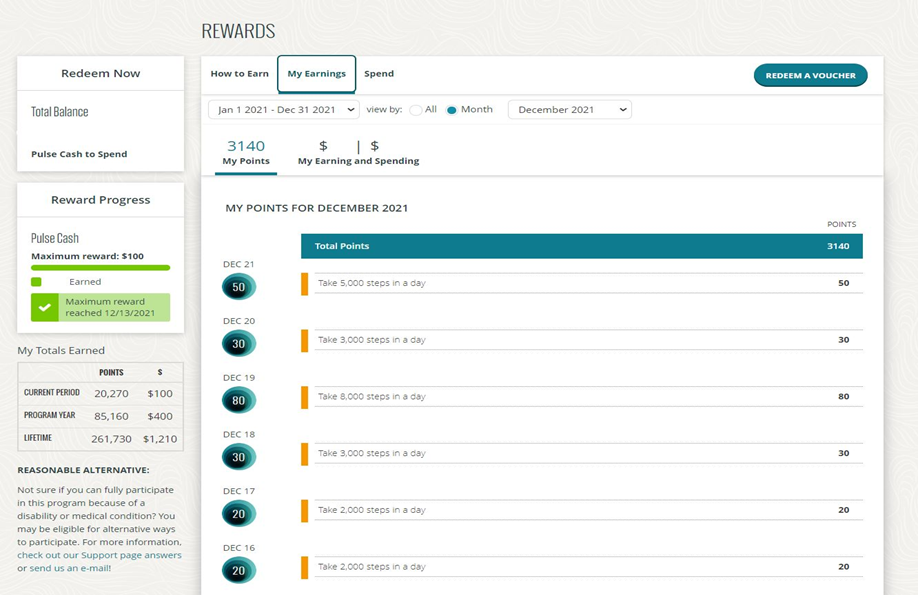 REWARDS
Redeem Now
Total Balance
Pulse Cash to Spend
Reward Progress
Pulse Cash
Maximum reward: $100
Earned
Maximum reward
reached 12/13/2021
My Totals Earned
POINTS $
CURRENT PERIOD 20,270 $100
PROGRAM YEAR 85,160 $400
LIFETIME 261,730 $1,210
REASONABLE ALTERNATIVE:
Not sure if you can fully participate
in this program because of a
disability or medical condition? You
may be eligible for alternative ways
to participate. For more information,
check out our Support page answers
or send us an e-mail!
How to Earn My Earnings Spend
REDEEM A VOUCHER
Jan 1 2021 - Dec 31 2021 view by: All Month December 2021
3140 $ | $
My Points My Earning and Spending
MY POINTS FOR DECEMBER 2021
POINTS
Total Points 3140
DEC 21
50 Take 5,000 steps in a day 50
DEC 20
30 Take 3,000 steps in a day 30
DEC 19
80 Take 8,000 steps in a day 80
DEC 18
30 Take 3,000 steps in a day 30
DEC 17
20 Take 2,000 steps in a day 20
DEC 16
20 Take 2,000 steps in a day 20